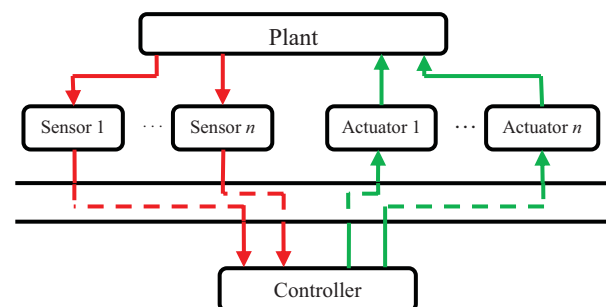 Plant
Sensor 1 ... Sensor n Actuator 1 ... Actuator n
Controller